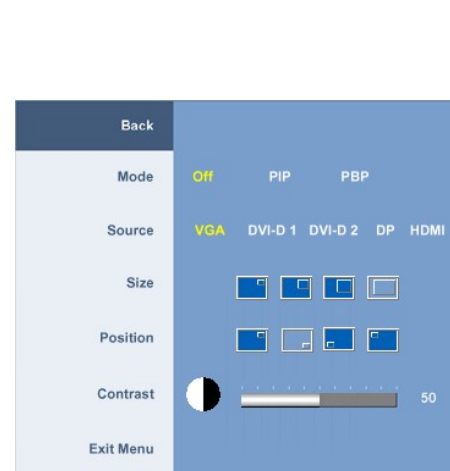 Back
Mode Off PIP PBP
Source VGA DVI-D 1 DVI-D 2 DP HDMI
Size
Position
Contrast 50
Exit Menu